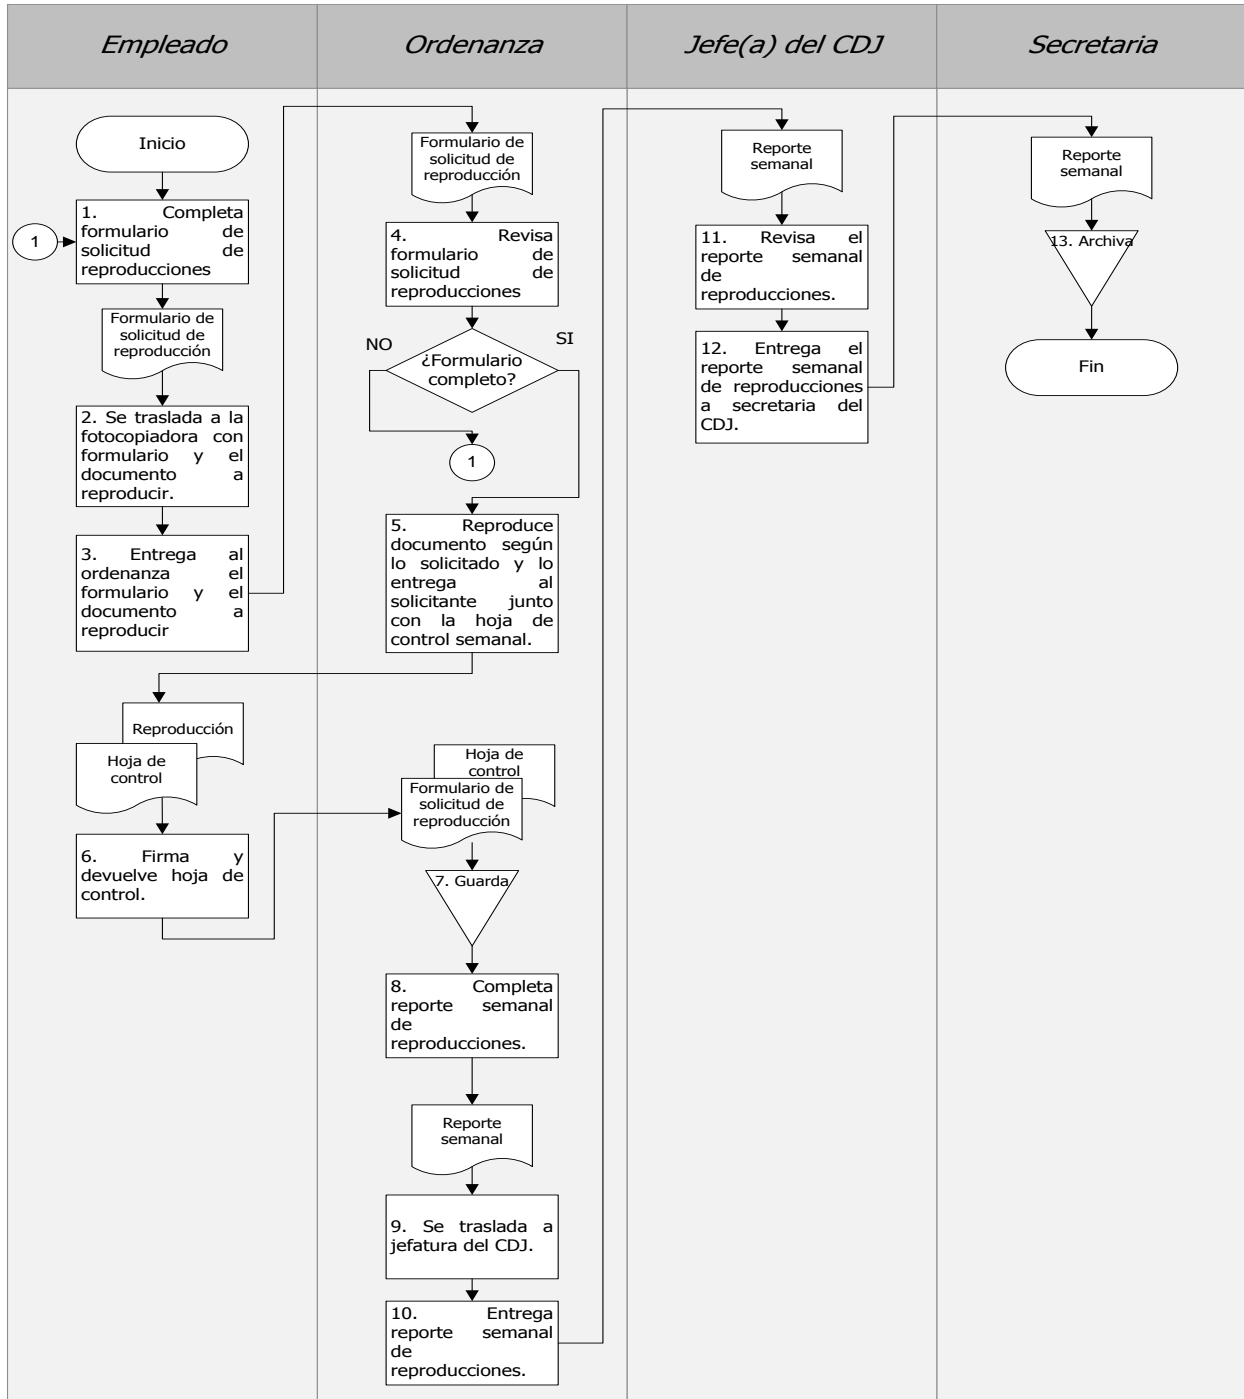 Empleado
Ordenanza
Jefe(a) del CDJ
Secretaria
Inicio
1. Completa
formulario de
solicitud de
reproducciones
1
Formulario de
solicitud de
reproducción
2. Se traslada a la
fotocopiadora con
formulario y el
documento a
reproducir.
3. Entrega al
ordenanza el
formulario y el
documento a
reproducir
Formulario de
solicitud de
reproducción
4. Revisa
formulario de
solicitud de
reproducciones
NO
SI
¿Formulario
completo?
1
5. Reproduce
documento según
lo solicitado y lo
entrega al
solicitante junto
con la hoja de
control semanal.
Reproducción
Hoja de
control
6. Firma y
devuelve hoja de
control.
Hoja de
control
Formulario de
solicitud de
reproducción
7. Guarda
8. Completa
reporte semanal
de
reproducciones.
Reporte
semanal
9. Se traslada a
jefatura del CDJ.
10. Entrega
reporte semanal
de
reproducciones.
Reporte
semanal
11. Revisa el
reporte semanal
de
reproducciones.
12. Entrega el
reporte semanal
de reproducciones
a secretaria del
CDJ.
Reporte
semanal
13. Archiva
Fin